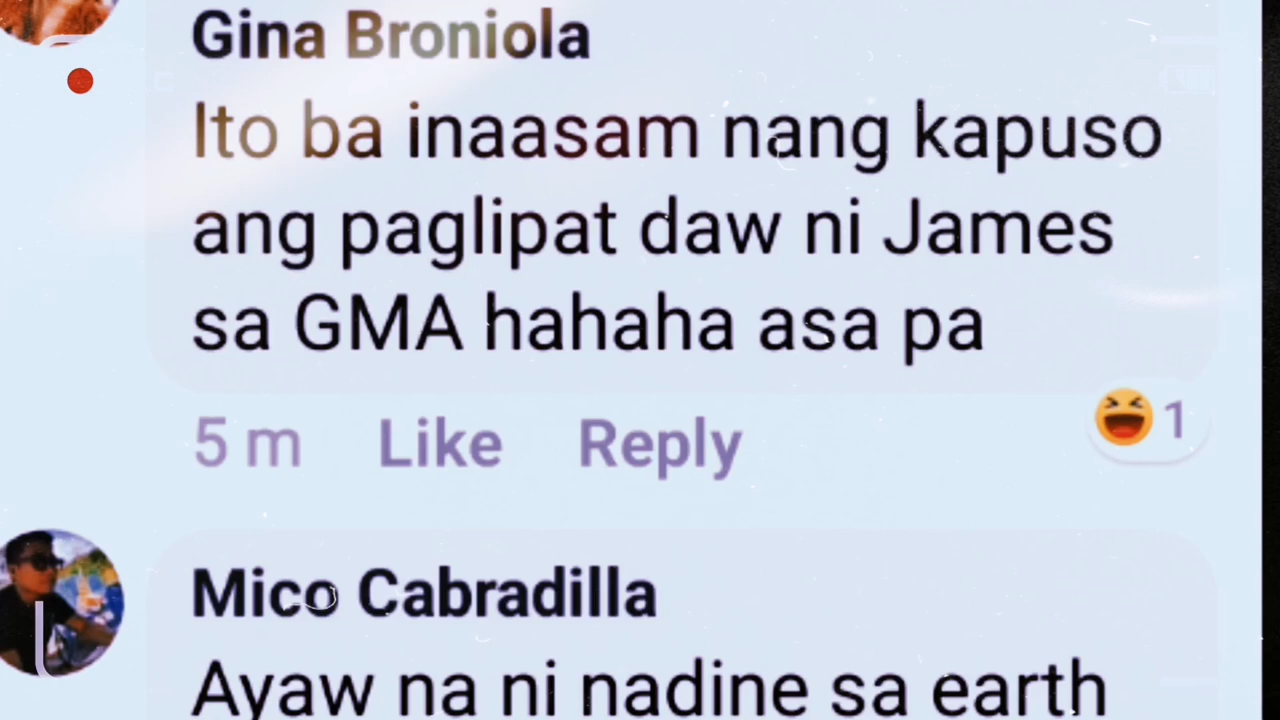 Gina Broniola
Ito ba inaasam nang kapuso
ang paglipat daw ni James
sa GMA hahaha asa pa
5 m Like Reply 1
Mico Cabradilla
Ayaw na ni nadine sa earth